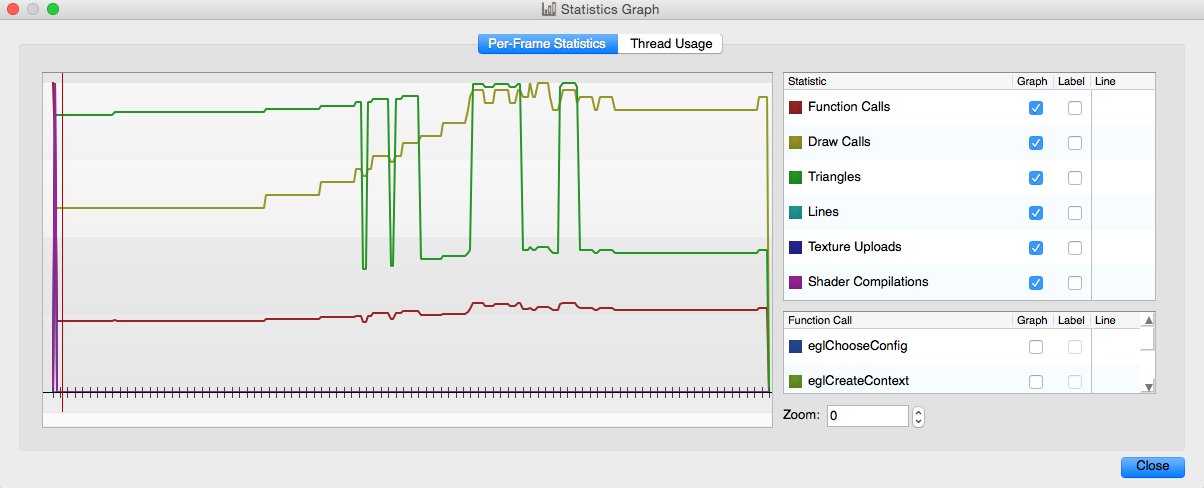 Statistics Graph
Per-Frame Statistics Thread Usage
Statistic Graph Label Line
Function Calls
Draw Calls
Triangles
Lines
Texture Uploads
Shader Compilations
Function Call Graph Label Line
eglChooseConfig
eglCreateContext
Zoom: 0
Close